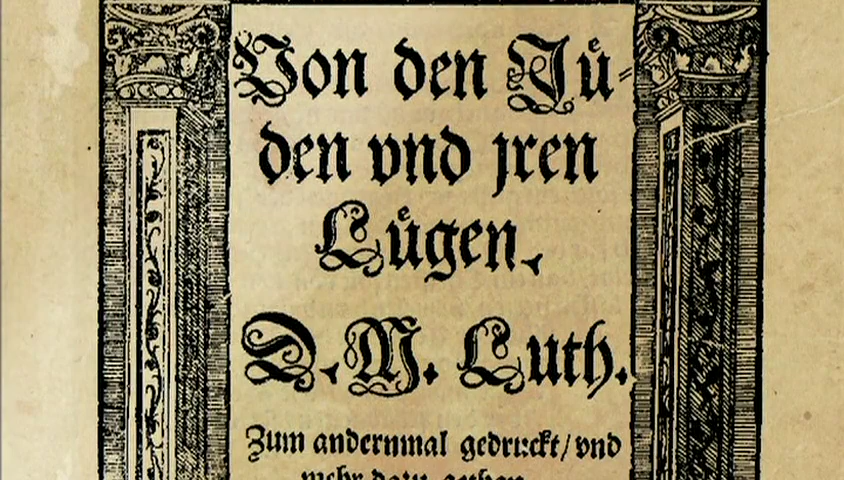 Von den Jü-
den vnd jren
Lügen.
D. M. Luth.
Zum andernmal gedruckt/ vnd
mehr dazu gethan.